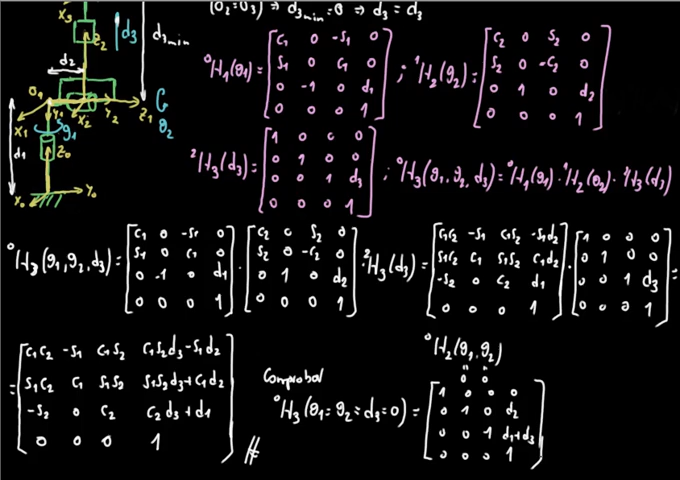 (θ₂=θ₃) ⇒ d₃min=0 ⇒ d₃ = d₃
x₃
z₂
d₃
d₃min
d₂
⁰H₁(θ₁) = [ c₁ 0 -s₁ 0 ; ¹H₂(θ₂) = [ c₂ 0 s₂ 0
s₁ 0 c₁ 0 s₂ 0 -c₂ 0
0 -1 0 d₁ 0 1 0 d₂
0 0 0 1 ] 0 0 0 1 ]
O₁ Y₁ x₂ Y₂ z₁ θ₂
x₁ θ₁
d₁ z₀
x₀ Y₀
²H₃(d₃) = [ 1 0 0 0 ; ⁰H₃(θ₁,θ₂,d₃) = ⁰H₁(θ₁) · ¹H₂(θ₂) · ²H₃(d₃)
0 1 0 0
0 0 1 d₃
0 0 0 1 ]
⁰H₃(θ₁,θ₂,d₃) = [ c₁ 0 -s₁ 0 · [ c₂ 0 s₂ 0 · ²H₃(d₃) = [ c₁c₂ -s₁ c₁s₂ -s₁d₂ · [ 1 0 0 0 =
s₁ 0 c₁ 0 s₂ 0 -c₂ 0 s₁c₂ c₁ s₁s₂ c₁d₂ 0 1 0 0
0 -1 0 d₁ 0 1 0 d₂ -s₂ 0 c₂ d₁ 0 0 1 d₃
0 0 0 1 ] 0 0 0 1 ] 0 0 0 1 ] 0 0 0 1 ]
⁰H₂(θ₁,θ₂)
= [ c₁c₂ -s₁ c₁s₂ c₁s₂d₃-s₁d₂
s₁c₂ c₁ s₁s₂ s₁s₂d₃+c₁d₂
-s₂ 0 c₂ c₂d₃+d₁
0 0 0 1 ] //
Comprobar
" "
0 0
⁰H₃(θ₁=θ₂=d₃=0) = [ 1 0 0 0
0 1 0 d₂
0 0 1 d₁+d₃
0 0 0 1 ]